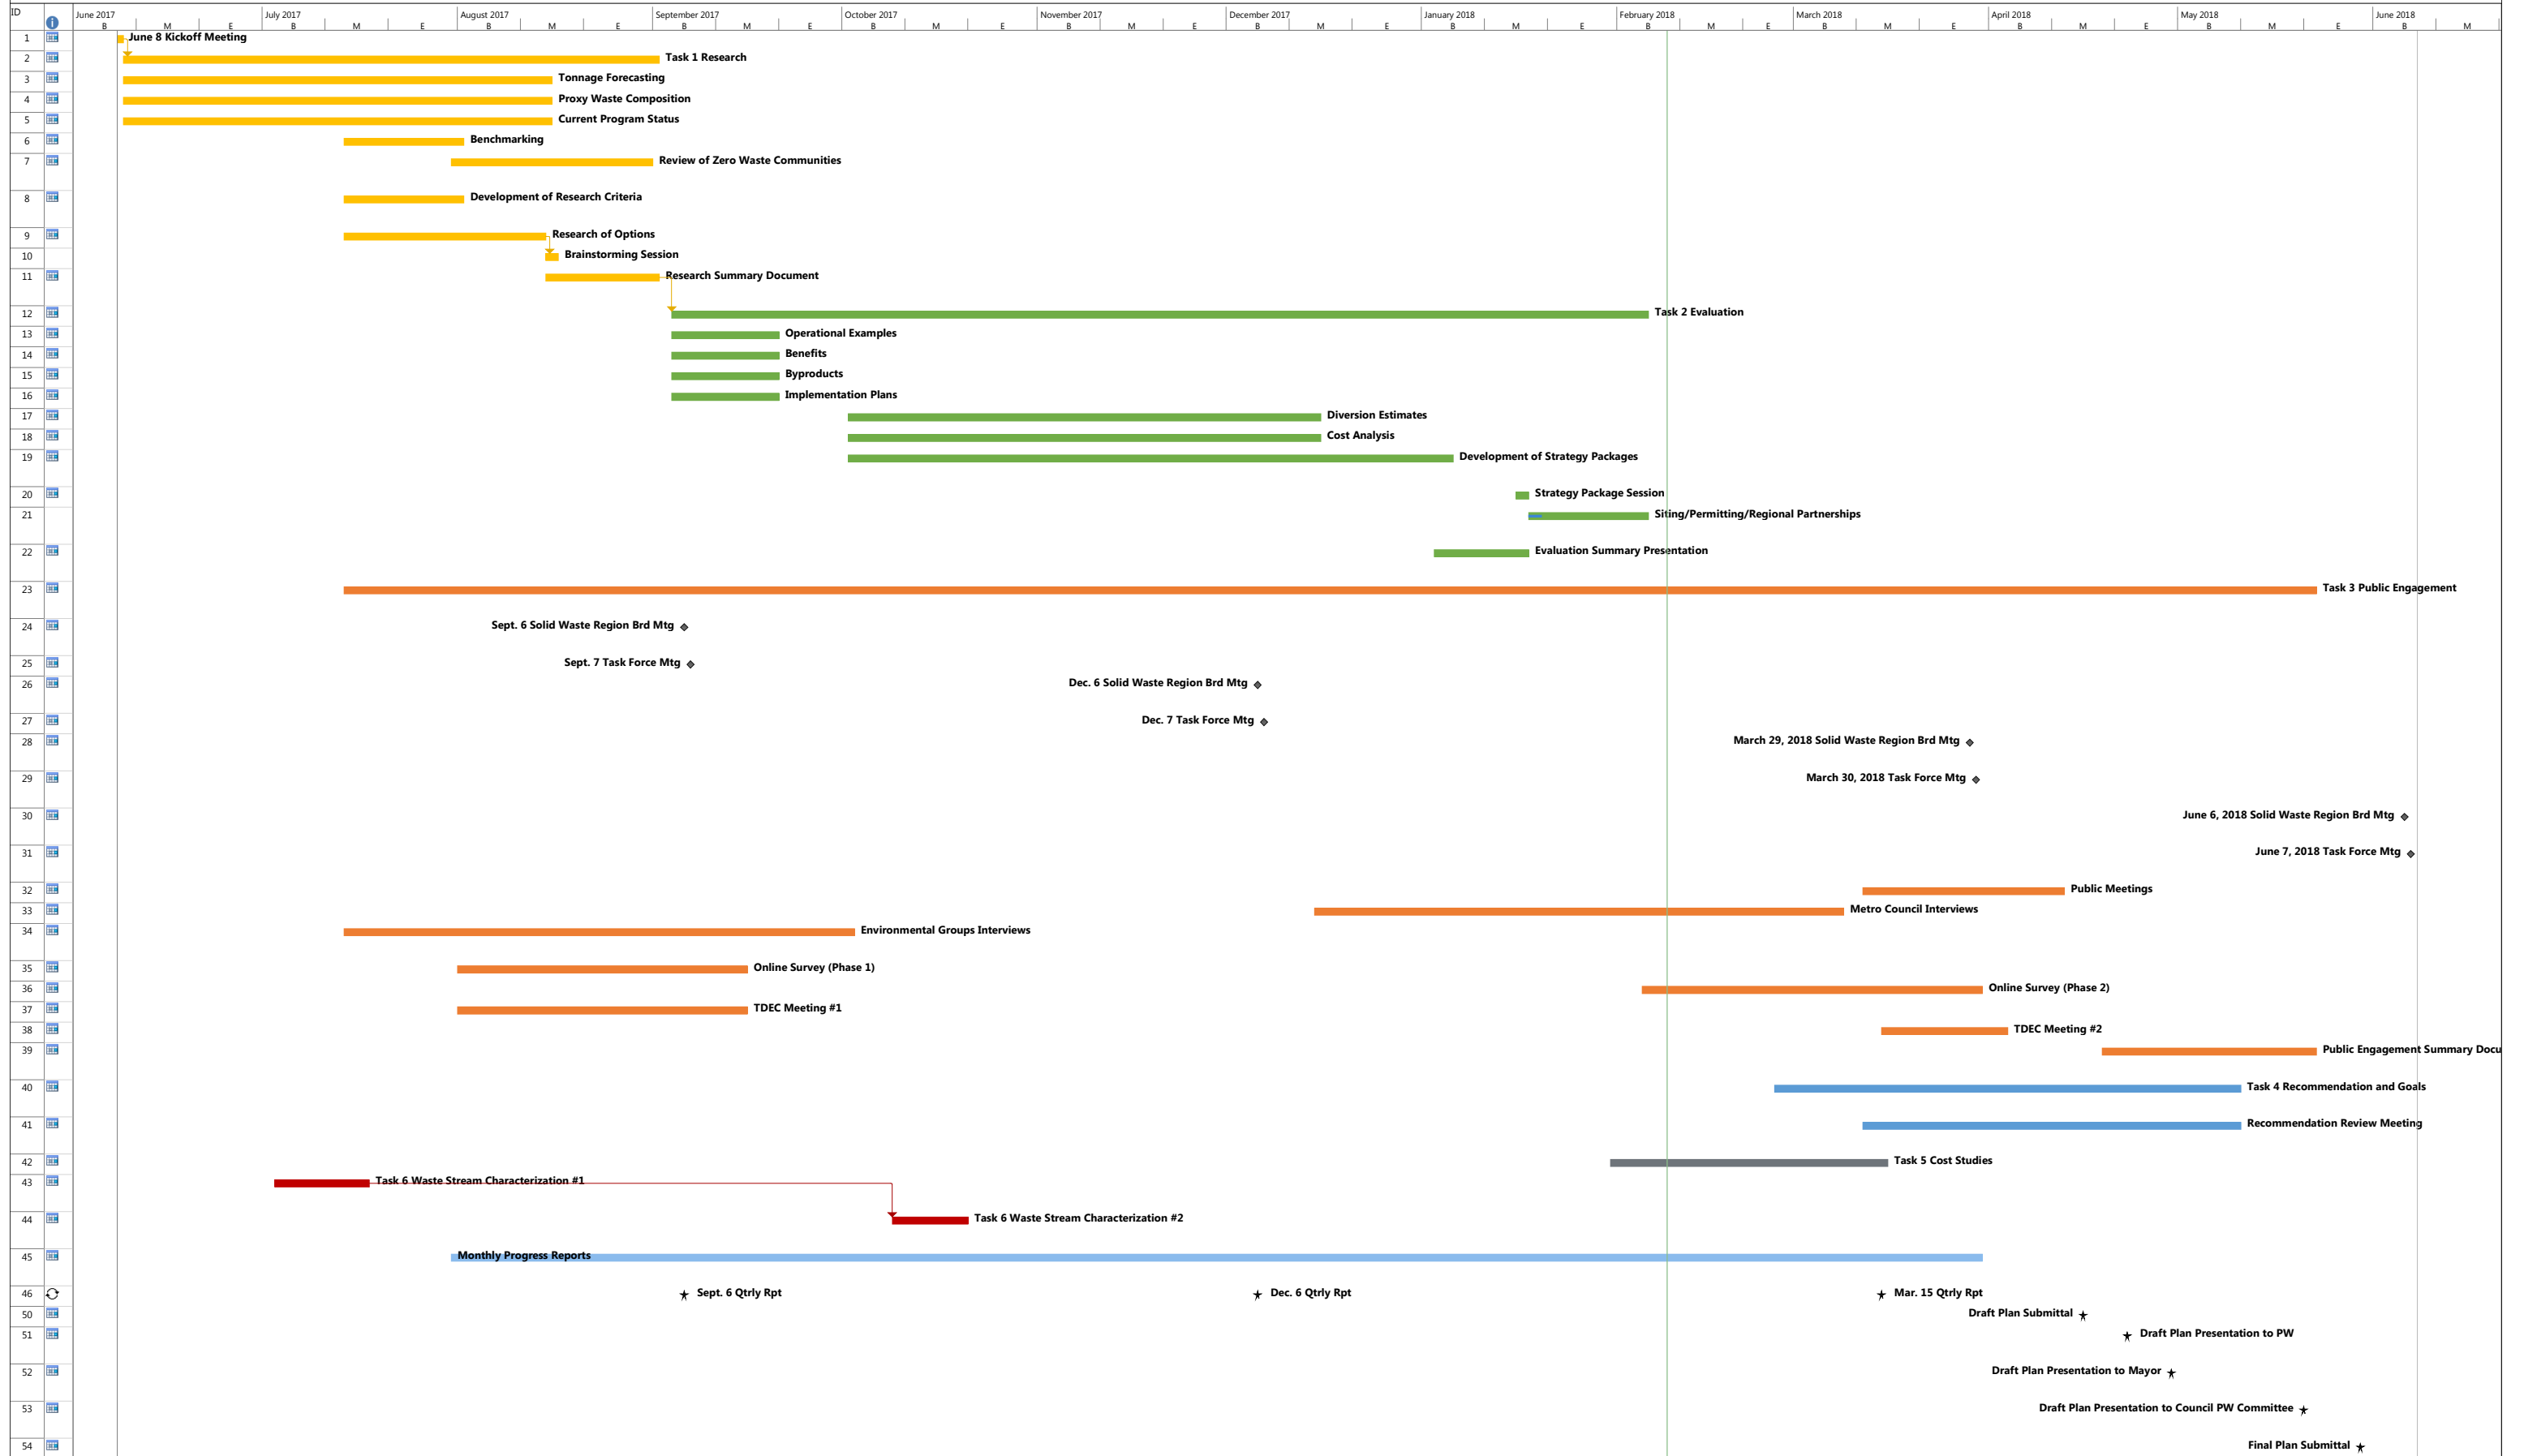 ID June 2017 July 2017 August 2017 September 2017 October 2017 November 2017 December 2017 January 2018 February 2018 March 2018 April 2018 May 2018 June 2018
B M E B M E B M E B M E B M E B M E B M E B M E B M E B M E B M E B M E B M
1 June 8 Kickoff Meeting
2 Task 1 Research
3 Tonnage Forecasting
4 Proxy Waste Composition
5 Current Program Status
6 Benchmarking
7 Review of Zero Waste Communities
8 Development of Research Criteria
9 Research of Options
10 Brainstorming Session
11 Research Summary Document
12 Task 2 Evaluation
13 Operational Examples
14 Benefits
15 Byproducts
16 Implementation Plans
17 Diversion Estimates
18 Cost Analysis
19 Development of Strategy Packages
20 Strategy Package Session
21 Siting/Permitting/Regional Partnerships
22 Evaluation Summary Presentation
23 Task 3 Public Engagement
24 Sept. 6 Solid Waste Region Brd Mtg
25 Sept. 7 Task Force Mtg
26 Dec. 6 Solid Waste Region Brd Mtg
27 Dec. 7 Task Force Mtg
28 March 29, 2018 Solid Waste Region Brd Mtg
29 March 30, 2018 Task Force Mtg
30 June 6, 2018 Solid Waste Region Brd Mtg
31 June 7, 2018 Task Force Mtg
32 Public Meetings
33 Metro Council Interviews
34 Environmental Groups Interviews
35 Online Survey (Phase 1)
36 Online Survey (Phase 2)
37 TDEC Meeting #1
38 TDEC Meeting #2
39 Public Engagement Summary Docu
40 Task 4 Recommendation and Goals
41 Recommendation Review Meeting
42 Task 5 Cost Studies
43 Task 6 Waste Stream Characterization #1
44 Task 6 Waste Stream Characterization #2
45 Monthly Progress Reports
46 Sept. 6 Qtrly Rpt Dec. 6 Qtrly Rpt Mar. 15 Qtrly Rpt
50 Draft Plan Submittal
51 Draft Plan Presentation to PW
52 Draft Plan Presentation to Mayor
53 Draft Plan Presentation to Council PW Committee
54 Final Plan Submittal